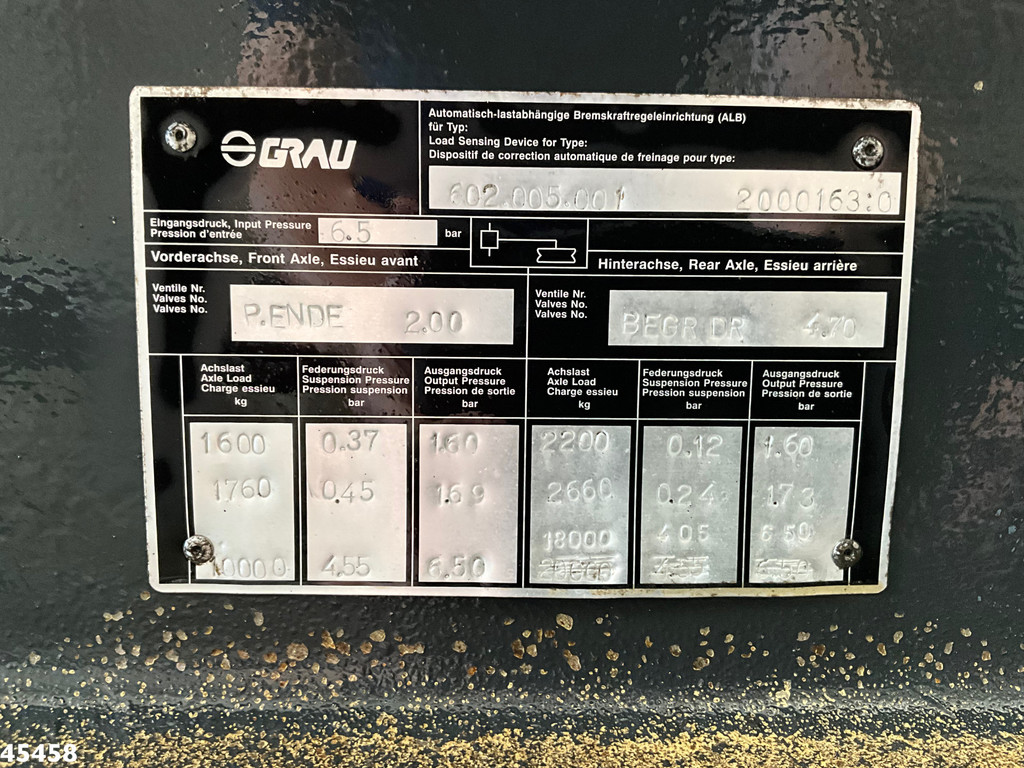 GRAU
Automatisch-lastabhängige Bremskraftregeleinrichtung (ALB)
für Typ:
Load Sensing Device for Type:
Dispositif de correction automatique de freinage pour type:
602.005.001 2000163:0
Eingangsdruck, Input Pressure
Pression d'entrée
6.5 bar
Vorderachse, Front Axle, Essieu avant
Hinterachse, Rear Axle, Essieu arrière
Ventile Nr.
Valves No.
Valves No.
P.ENDE 2.00
Ventile No.
Valves No.
Valves No.
BEGR DR 4.70
Achslast
Axle Load
Charge essieu
kg
Federungsdruck
Suspension Pressure
Pression suspension
bar
Ausgangsdruck
Output Pressure
Pression de sortie
bar
Achslast
Axle Load
Charge essieu
kg
Federungsdruck
Suspension Pressure
Pression suspension
bar
Ausgangsdruck
Output Pressure
Pression de sortie
bar
1600 0.37 1.60 2200 0.12 1.60
1760 0.45 1.69 2660 0.24 1.73
18000 4.05 6.50
10000 4.55 6.50
45458